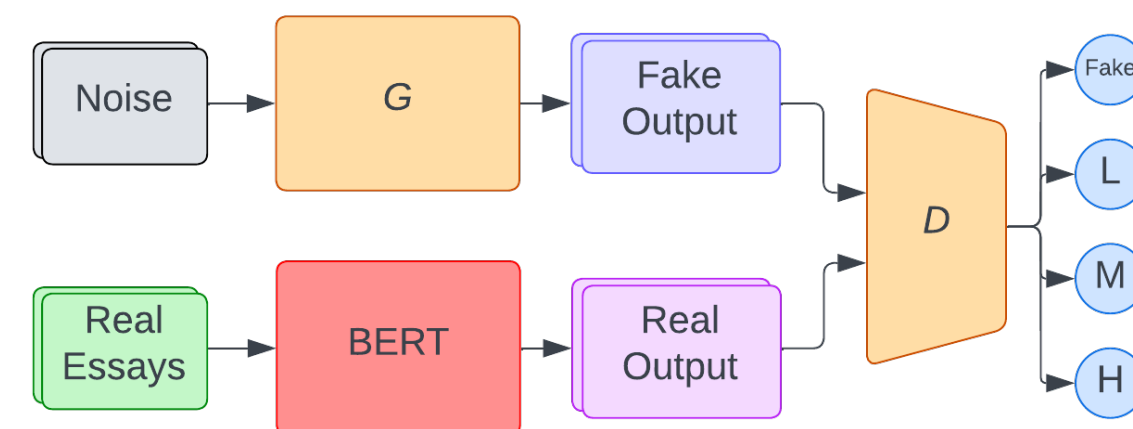 Noise
G
Fake
Output
Fake
L
D
M
Real
Essays
BERT
Real
Output
H